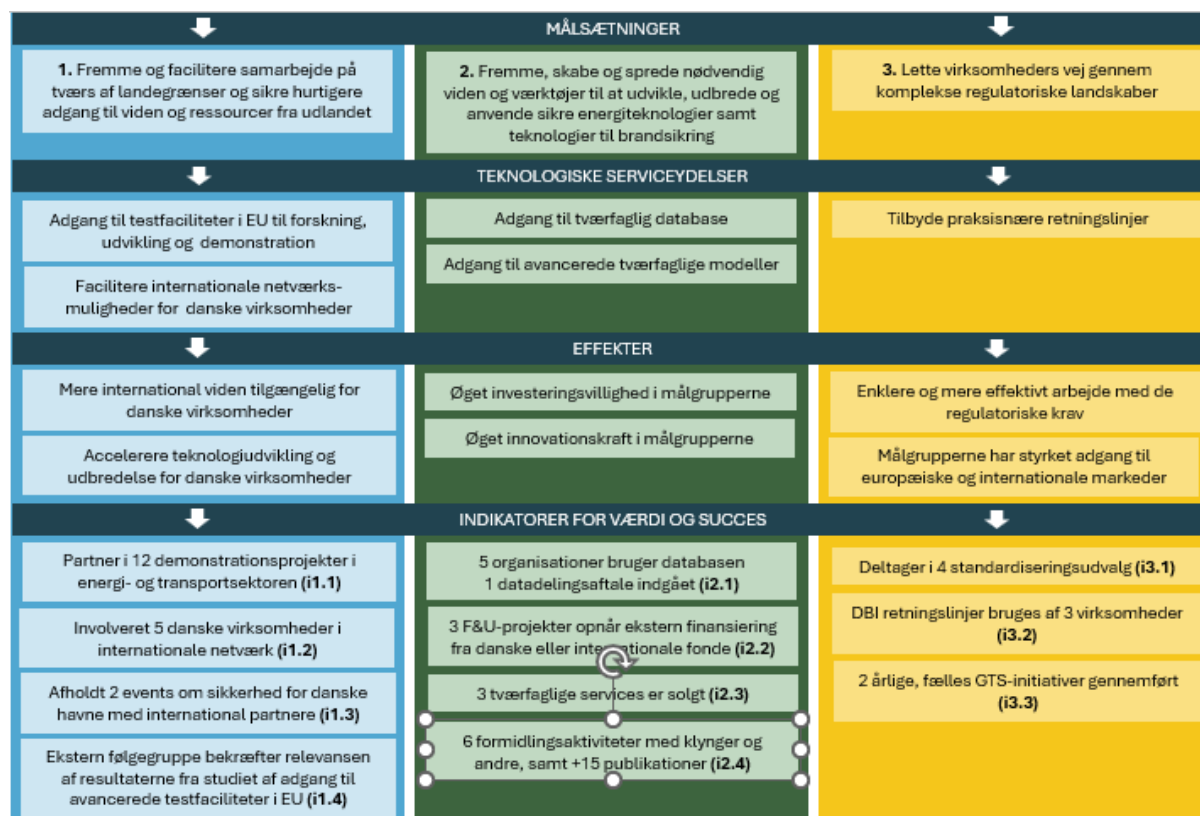 MÅLSÆTNINGER
1. Fremme og facilitere samarbejde på
tværs af landegrænser og sikre hurtigere
adgang til viden og ressourcer fra udlandet
2. Fremme, skabe og sprede nødvendig
viden og værktøjer til at udvikle, udbrede og
anvende sikre energiteknologier samt
teknologier til brandsikring
3. Lette virksomheders vej gennem
komplekse regulatoriske landskaber
TEKNOLOGISKE SERVICEYDELSER
Adgang til testfaciliteter i EU til forskning,
udvikling og demonstration
Facilitere internationale netværks-
muligheder for danske virksomheder
Adgang til tværfaglig database
Adgang til avancerede tværfaglige modeller
Tilbyde praksisnære retningslinjer
EFFEKTER
Mere international viden tilgængelig for
danske virksomheder
Accelerere teknologiudvikling og
udbredelse for danske virksomheder
Øget investeringsvillighed i målgrupperne
Øget innovationskraft i målgrupperne
Enklere og mere effektivt arbejde med de
regulatoriske krav
Målgrupperne har styrket adgang til
europæiske og internationale markeder
INDIKATORER FOR VÆRDI OG SUCCES
Partner i 12 demonstrationsprojekter i
energi- og transportsektoren (i1.1)
Involveret 5 danske virksomheder i
internationale netværk (i1.2)
Afholdt 2 events om sikkerhed for danske
havne med international partnere (i1.3)
Ekstern følgegruppe bekræfter relevansen
af resultaterne fra studiet af adgang til
avancerede testfaciliteter i EU (i1.4)
5 organisationer bruger databasen
1 datadelingsaftale indgået (i2.1)
3 F&U-projekter opnår ekstern finansiering
fra danske eller internationale fonde (i2.2)
3 tværfaglige services er solgt (i2.3)
6 formidlingsaktiviteter med klynger og
andre, samt +15 publikationer (i2.4)
Deltager i 4 standardiseringsudvalg (i3.1)
DBI retningslinjer bruges af 3 virksomheder
(i3.2)
2 årlige, fælles GTS-initiativer gennemført
(i3.3)